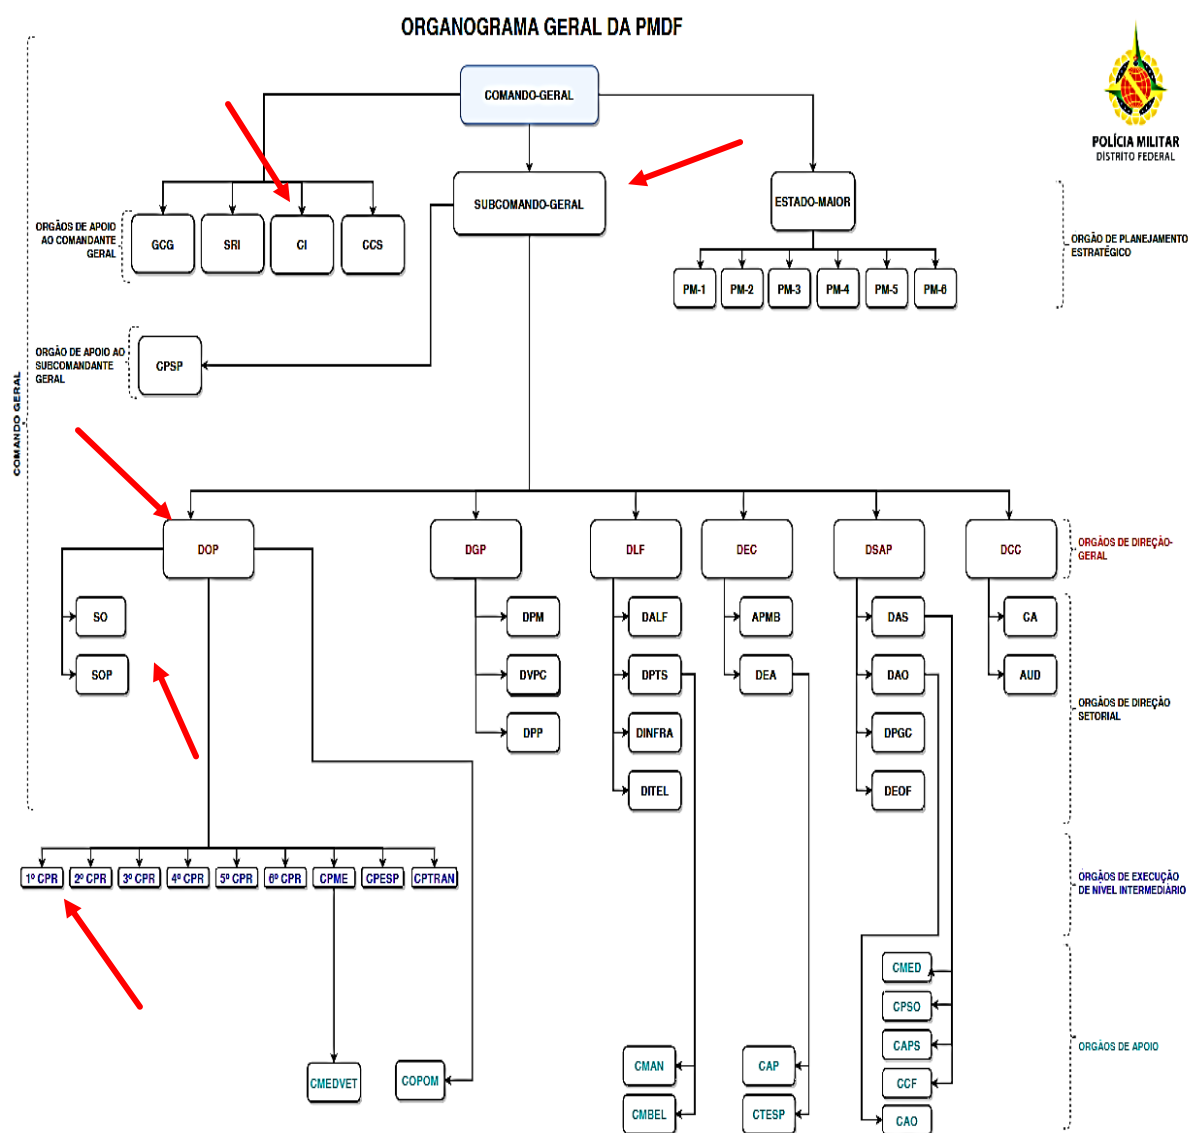 ORGANOGRAMA GERAL DA PMDF
POLÍCIA MILITAR
DISTRITO FEDERAL
COMANDO-GERAL
SUBCOMANDO-GERAL
ESTADO-MAIOR
ORGÃOS DE APOIO
AO COMANDANTE
GERAL
GCG
SRI
CI
CCS
ORGÃO DE PLANEJAMENTO
ESTRATÉGICO
PM-1
PM-2
PM-3
PM-4
PM-5
PM-6
ORGÃO DE APOIO AO
SUBCOMANDANTE
GERAL
CPSP
COMANDO GERAL
DOP
DGP
DLF
DEC
DSAP
DCC
ORGÃOS DE DIREÇÃO-
GERAL
SO
DPM
DALF
APMB
DAS
CA
SOP
DVPC
DPTS
DEA
DAO
AUD
ORGÃOS DE DIREÇÃO
SETORIAL
DPP
DINFRA
DPGC
DITEL
DEOF
1º CPR
2º CPR
3º CPR
4º CPR
5º CPR
6º CPR
CPME
CPESP
CPTRAN
ORGÃOS DE EXECUÇÃO
DE NÍVEL INTERMEDIÁRIO
CMED
CPSO
CAPS
ORGÃOS DE APOIO
CMEDVET
COPOM
CMAN
CAP
CCF
CMBEL
CTESP
CAO